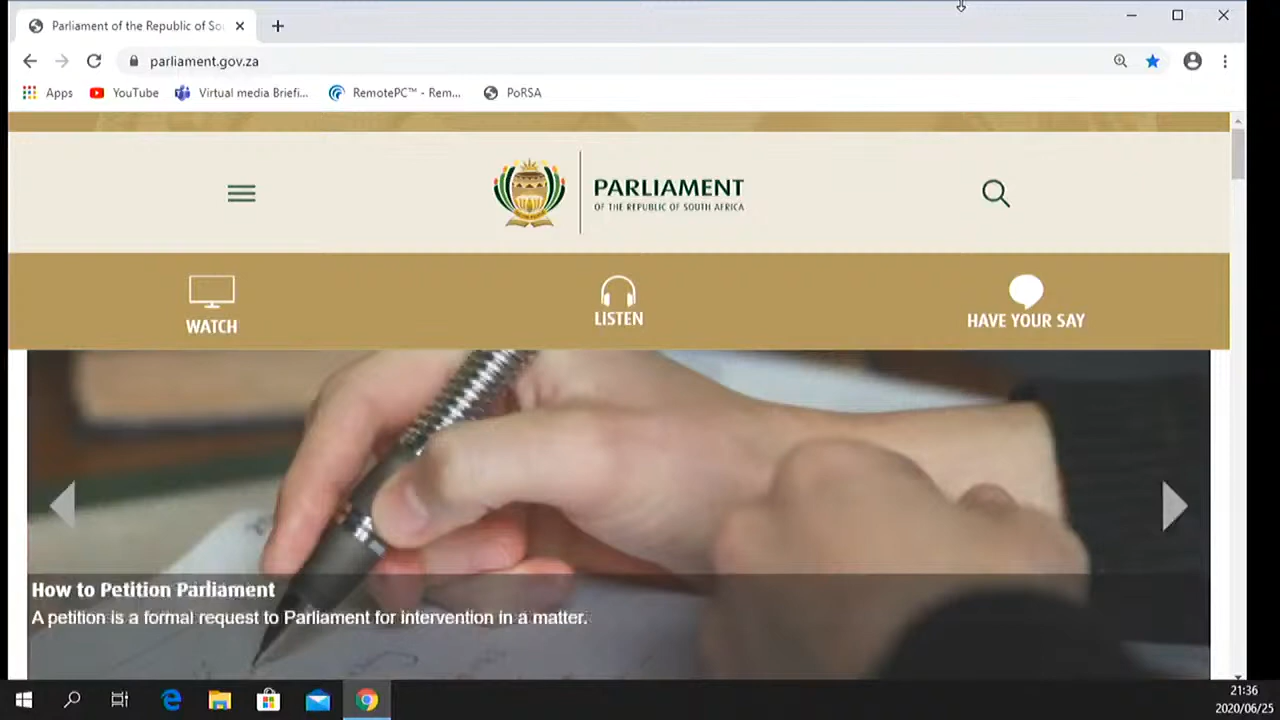 Parliament of the Republic of So
parliament.gov.za
Apps
YouTube
Virtual media Briefi...
RemotePC™ - Rem...
PoRSA
PARLIAMENT
OF THE REPUBLIC OF SOUTH AFRICA
WATCH
LISTEN
HAVE YOUR SAY
How to Petition Parliament
A petition is a formal request to Parliament for intervention in a matter.
21:36
2020/06/25